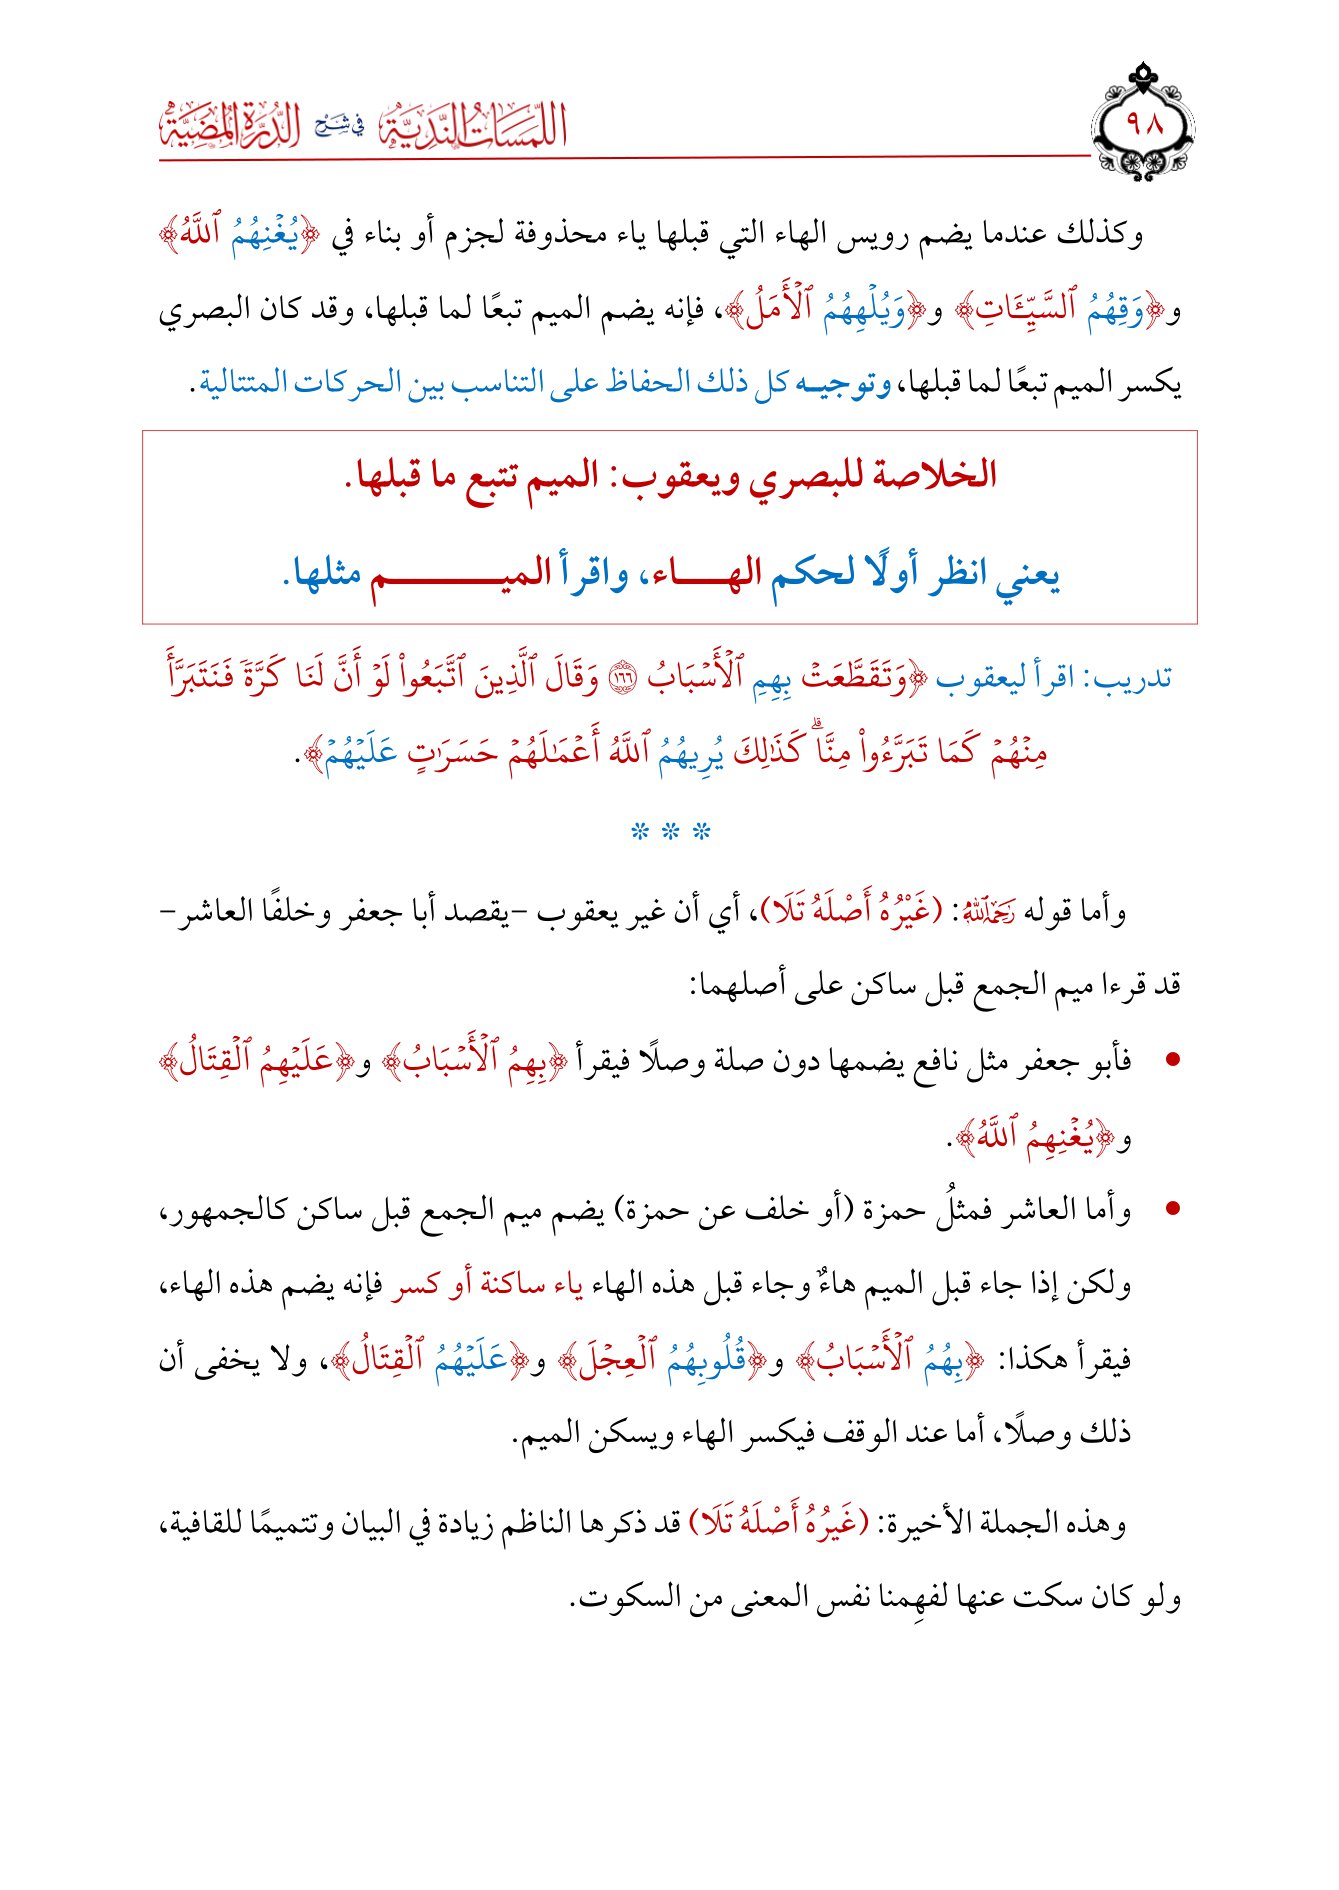 اللمسات الندية في شرح الدرة المضية
٩٨
وكذلك عندما يضم رويس الهاء التي قبلها ياء محذوفة لجزم أو بناء في ﴿يُغْنِهُمُ ٱللَّهُ﴾
و﴿وَقِهُمُ ٱلسَّيِّـَٔاتِ﴾ و﴿وَيُلْهِهُمُ ٱلْأَمَلُ﴾، فإنه يضم الميم تبعًا لما قبلها، وقد كان البصري
يكسر الميم تبعًا لما قبلها، وتوجيـه كل ذلك الحفاظ على التناسب بين الحركات المتتالية.
الخلاصة للبصري ويعقوب: الميم تتبع ما قبلها.
يعني انظر أولًا لحكم الهـــاء، واقرأ الميـــــــــم مثلها.
تدريب: اقرأ ليعقوب ﴿وَتَقَطَّعَتْ بِهِمِ ٱلْأَسْبَابُ ١٦٦ وَقَالَ ٱلَّذِينَ ٱتَّبَعُوا۟ لَوْ أَنَّ لَنَا كَرَّةً فَنَتَبَرَّأَ
مِنْهُمْ كَمَا تَبَرَّءُوا۟ مِنَّاۗ كَذَٰلِكَ يُرِيهُمُ ٱللَّهُ أَعْمَـٰلَهُمْ حَسَرَٰتٍ عَلَيْهُمْ﴾.
* * *
وأما قوله رَحِمَهُ ٱللَّهُ: (غَيْرُهُ أَصْلَهُ تَلَا)، أي أن غير يعقوب –يقصد أبا جعفر وخلفًا العاشر–
قد قرءا ميم الجمع قبل ساكن على أصلهما:
• فأبو جعفر مثل نافع يضمها دون صلة وصلًا فيقرأ ﴿بِهِمُ ٱلْأَسْبَابُ﴾ و﴿عَلَيْهِمُ ٱلْقِتَالُ﴾
و﴿يُغْنِهِمُ ٱللَّهُ﴾.
• وأما العاشر فمثلُ حمزة (أو خلف عن حمزة) يضم ميم الجمع قبل ساكن كالجمهور،
ولكن إذا جاء قبل الميم هاءٌ وجاء قبل هذه الهاء ياء ساكنة أو كسر فإنه يضم هذه الهاء،
فيقرأ هكذا: ﴿بِهُمُ ٱلْأَسْبَابُ﴾ و﴿قُلُوبِهُمُ ٱلْعِجْلَ﴾ و﴿عَلَيْهُمُ ٱلْقِتَالُ﴾، ولا يخفى أن
ذلك وصلًا، أما عند الوقف فيكسر الهاء ويسكن الميم.
وهذه الجملة الأخيرة: (غَيرُهُ أَصْلَهُ تَلَا) قد ذكرها الناظم زيادة في البيان وتتميمًا للقافية،
ولو كان سكت عنها لفهِمنا نفس المعنى من السكوت.